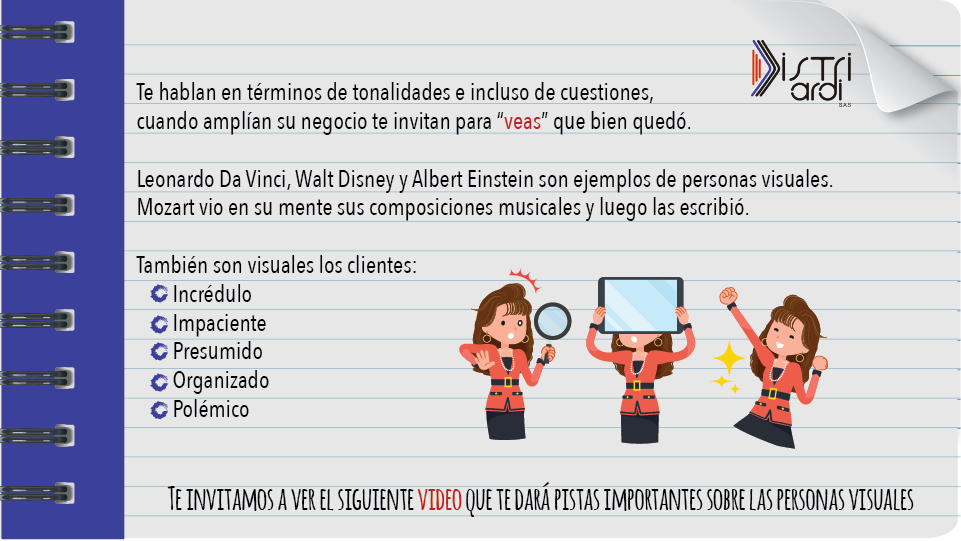 Distri
ardi
SAS
Te hablan en términos de tonalidades e incluso de cuestiones,
cuando amplían su negocio te invitan para “veas” que bien quedó.
Leonardo Da Vinci, Walt Disney y Albert Einstein son ejemplos de personas visuales.
Mozart vio en su mente sus composiciones musicales y luego las escribió.
También son visuales los clientes:
Incrédulo
Impaciente
Presumido
Organizado
Polémico
TE INVITAMOS A VER EL SIGUIENTE VIDEO QUE TE DARÁ PISTAS IMPORTANTES SOBRE LAS PERSONAS VISUALES